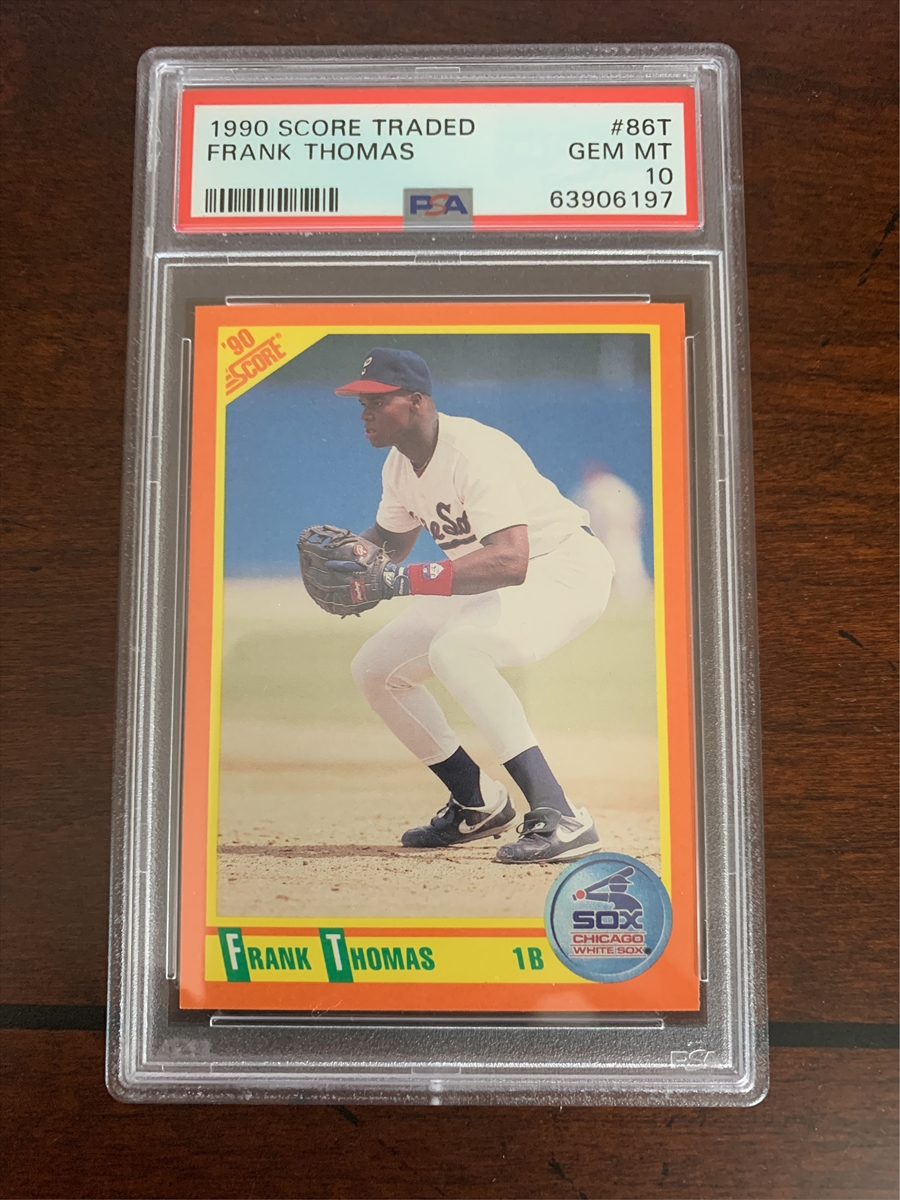 1990 SCORE TRADED #86T
FRANK THOMAS GEM MT
10
PSA 63906197
'90
SCORE
FRANK THOMAS 1B
SOX
CHICAGO
WHITE SOX
PSA